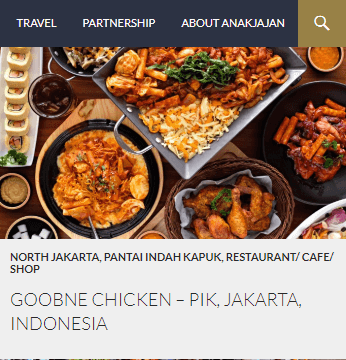 TRAVEL PARTNERSHIP ABOUT ANAKJAJAN
NORTH JAKARTA, PANTAI INDAH KAPUK, RESTAURANT/ CAFE/
SHOP
GOOBNE CHICKEN – PIK, JAKARTA,
INDONESIA